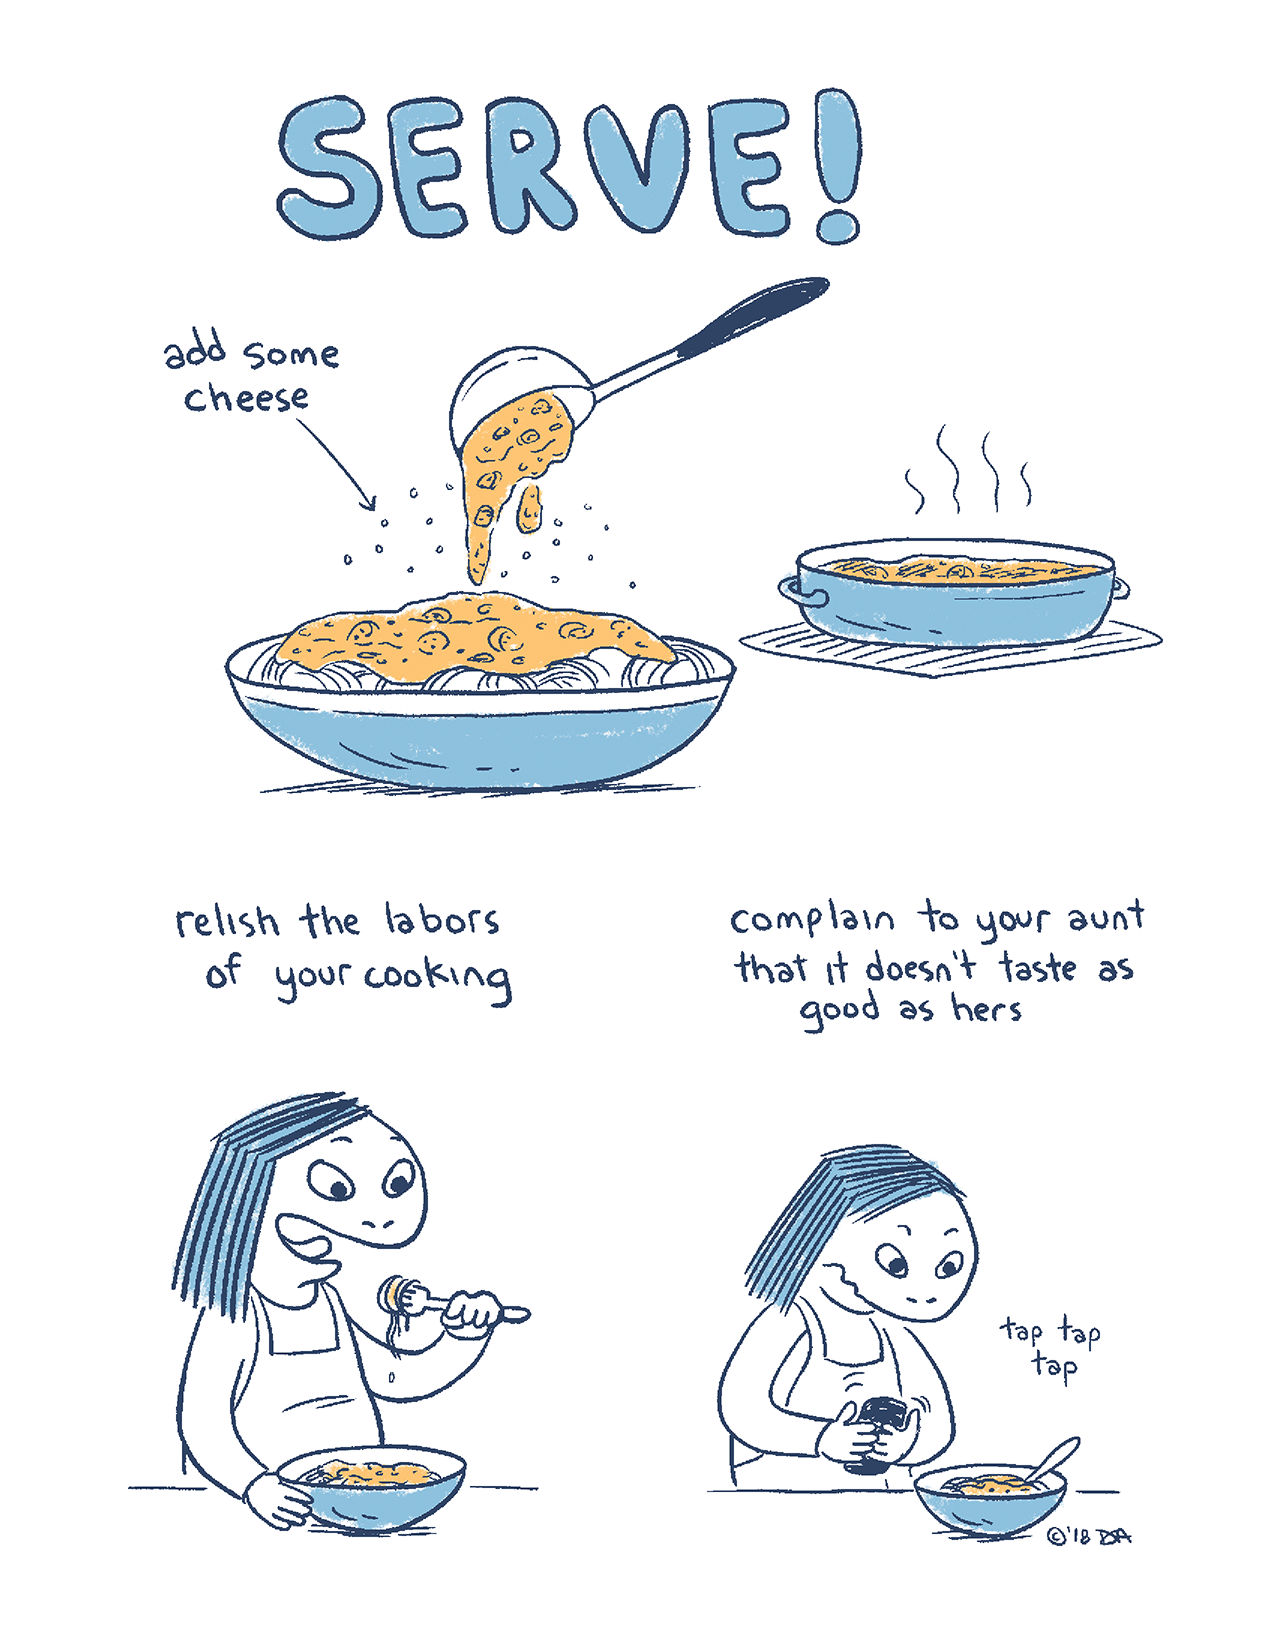 SERVE!
add some
cheese
relish the labors
of your cooking
complain to your aunt
that it doesn't taste as
good as hers
tap tap
tap
©'18 DA